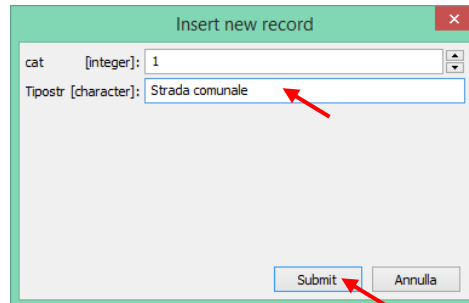 Insert new record
cat [integer]: 1
Tipostr [character]: Strada comunale
Submit Annulla